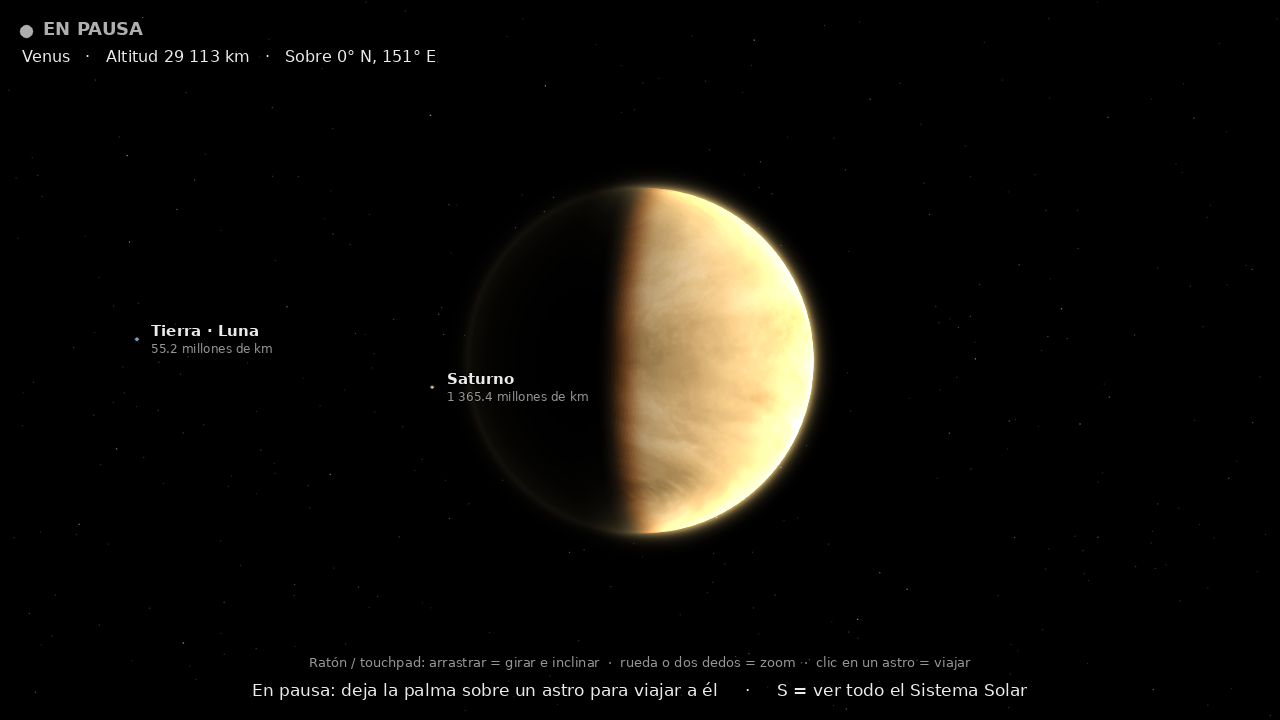 EN PAUSA
Venus · Altitud 29 113 km · Sobre 0° N, 151° E
Tierra · Luna
55.2 millones de km
Saturno
1 365.4 millones de km
Ratón / touchpad: arrastrar = girar e inclinar · rueda o dos dedos = zoom · clic en un astro = viajar
En pausa: deja la palma sobre un astro para viajar a él · S = ver todo el Sistema Solar